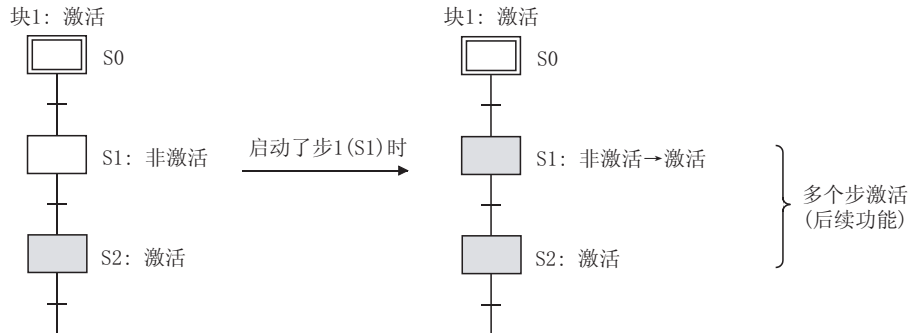 块1: 激活
S0
S1: 非激活
S2: 激活
启动了步1(S1)时
块1: 激活
S0
S1: 非激活→激活
S2: 激活
多个步激活
(后续功能)